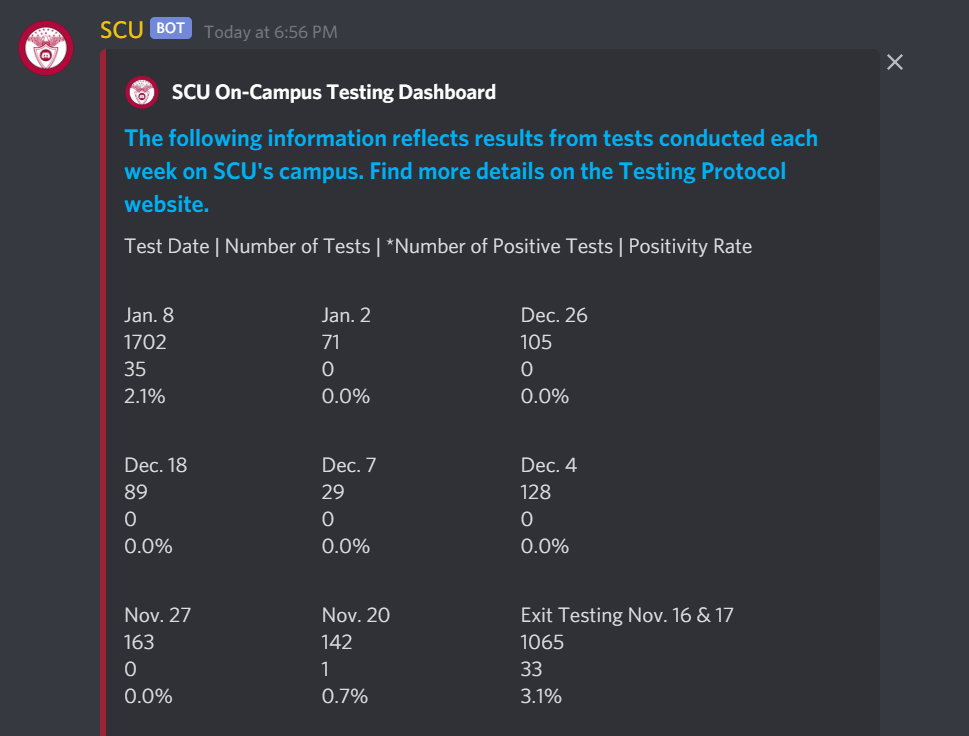 SCU BOT Today at 6:56 PM
SCU On-Campus Testing Dashboard
The following information reflects results from tests conducted each
week on SCU's campus. Find more details on the Testing Protocol
website.
Test Date | Number of Tests | *Number of Positive Tests | Positivity Rate
Jan. 8
1702
35
2.1%
Jan. 2
71
0
0.0%
Dec. 26
105
0
0.0%
Dec. 18
89
0
0.0%
Dec. 7
29
0
0.0%
Dec. 4
128
0
0.0%
Nov. 27
163
0
0.0%
Nov. 20
142
1
0.7%
Exit Testing Nov. 16 & 17
1065
33
3.1%